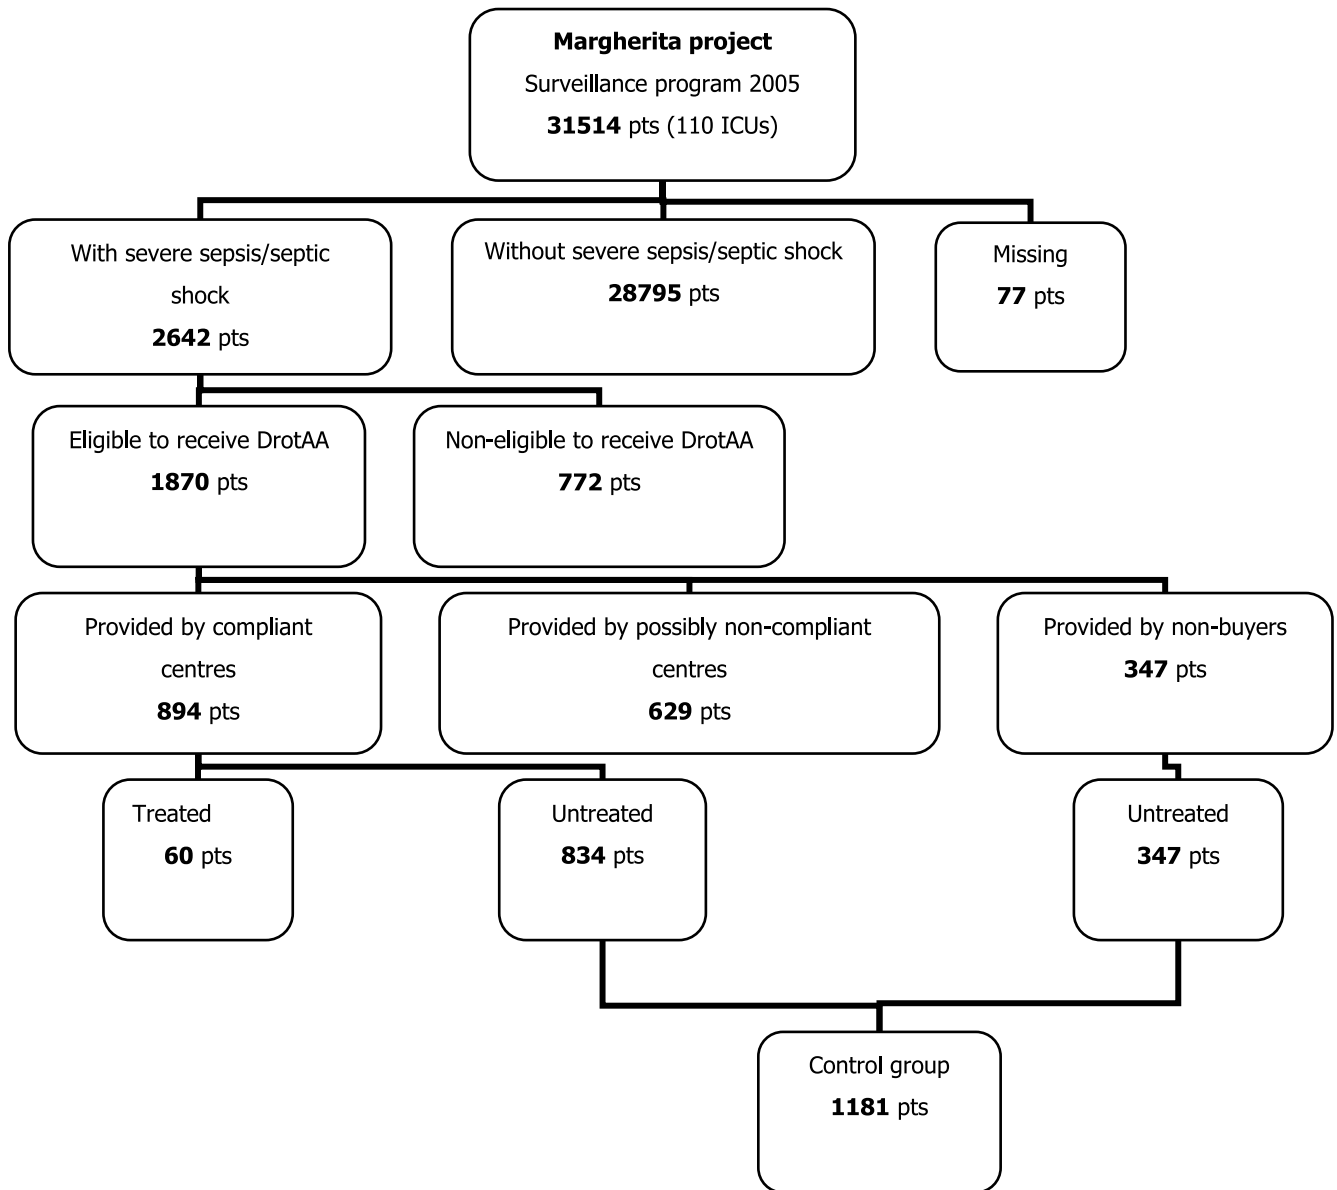 Margherita project
Surveillance program 2005
31514 pts (110 ICUs)
With severe sepsis/septic
shock
2642 pts
Without severe sepsis/septic shock
28795 pts
Missing
77 pts
Eligible to receive DrotAA
1870 pts
Non-eligible to receive DrotAA
772 pts
Provided by compliant
centres
894 pts
Provided by possibly non-compliant
centres
629 pts
Provided by non-buyers
347 pts
Treated
60 pts
Untreated
834 pts
Untreated
347 pts
Control group
1181 pts